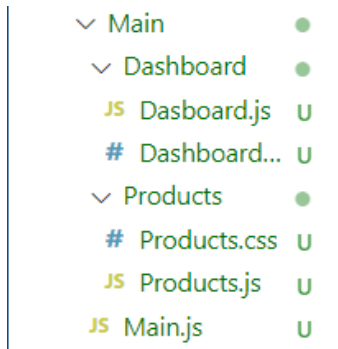 Main
Dashboard
JS Dasboard.js U
# Dashboard... U
Products
# Products.css U
JS Products.js U
JS Main.js U